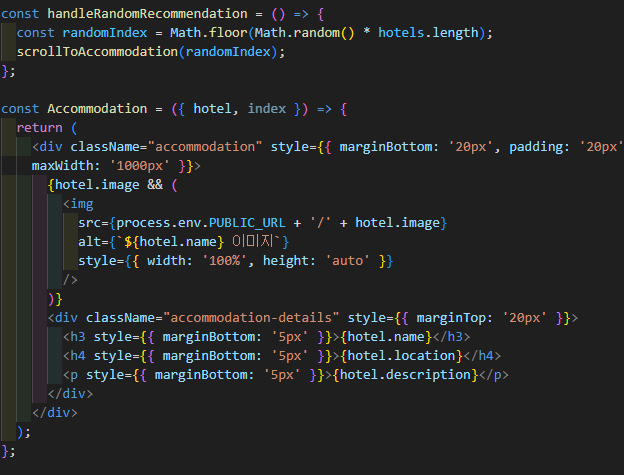 const handleRandomRecommendation = () => {
  const randomIndex = Math.floor(Math.random() * hotels.length);
  scrollToAccommodation(randomIndex);
};

const Accommodation = ({ hotel, index }) => {
  return (
    <div className="accommodation" style={{ marginBottom: '20px', padding: '20px'
    maxWidth: '1000px' }}>
      {hotel.image && (
        <img
          src={process.env.PUBLIC_URL + '/' + hotel.image}
          alt={`${hotel.name} 이미지`}
          style={{ width: '100%', height: 'auto' }}
        />
      )}
      <div className="accommodation-details" style={{ marginTop: '20px' }}>
        <h3 style={{ marginBottom: '5px' }}>{hotel.name}</h3>
        <h4 style={{ marginBottom: '5px' }}>{hotel.location}</h4>
        <p style={{ marginBottom: '5px' }}>{hotel.description}</p>
      </div>
    </div>
  );
};